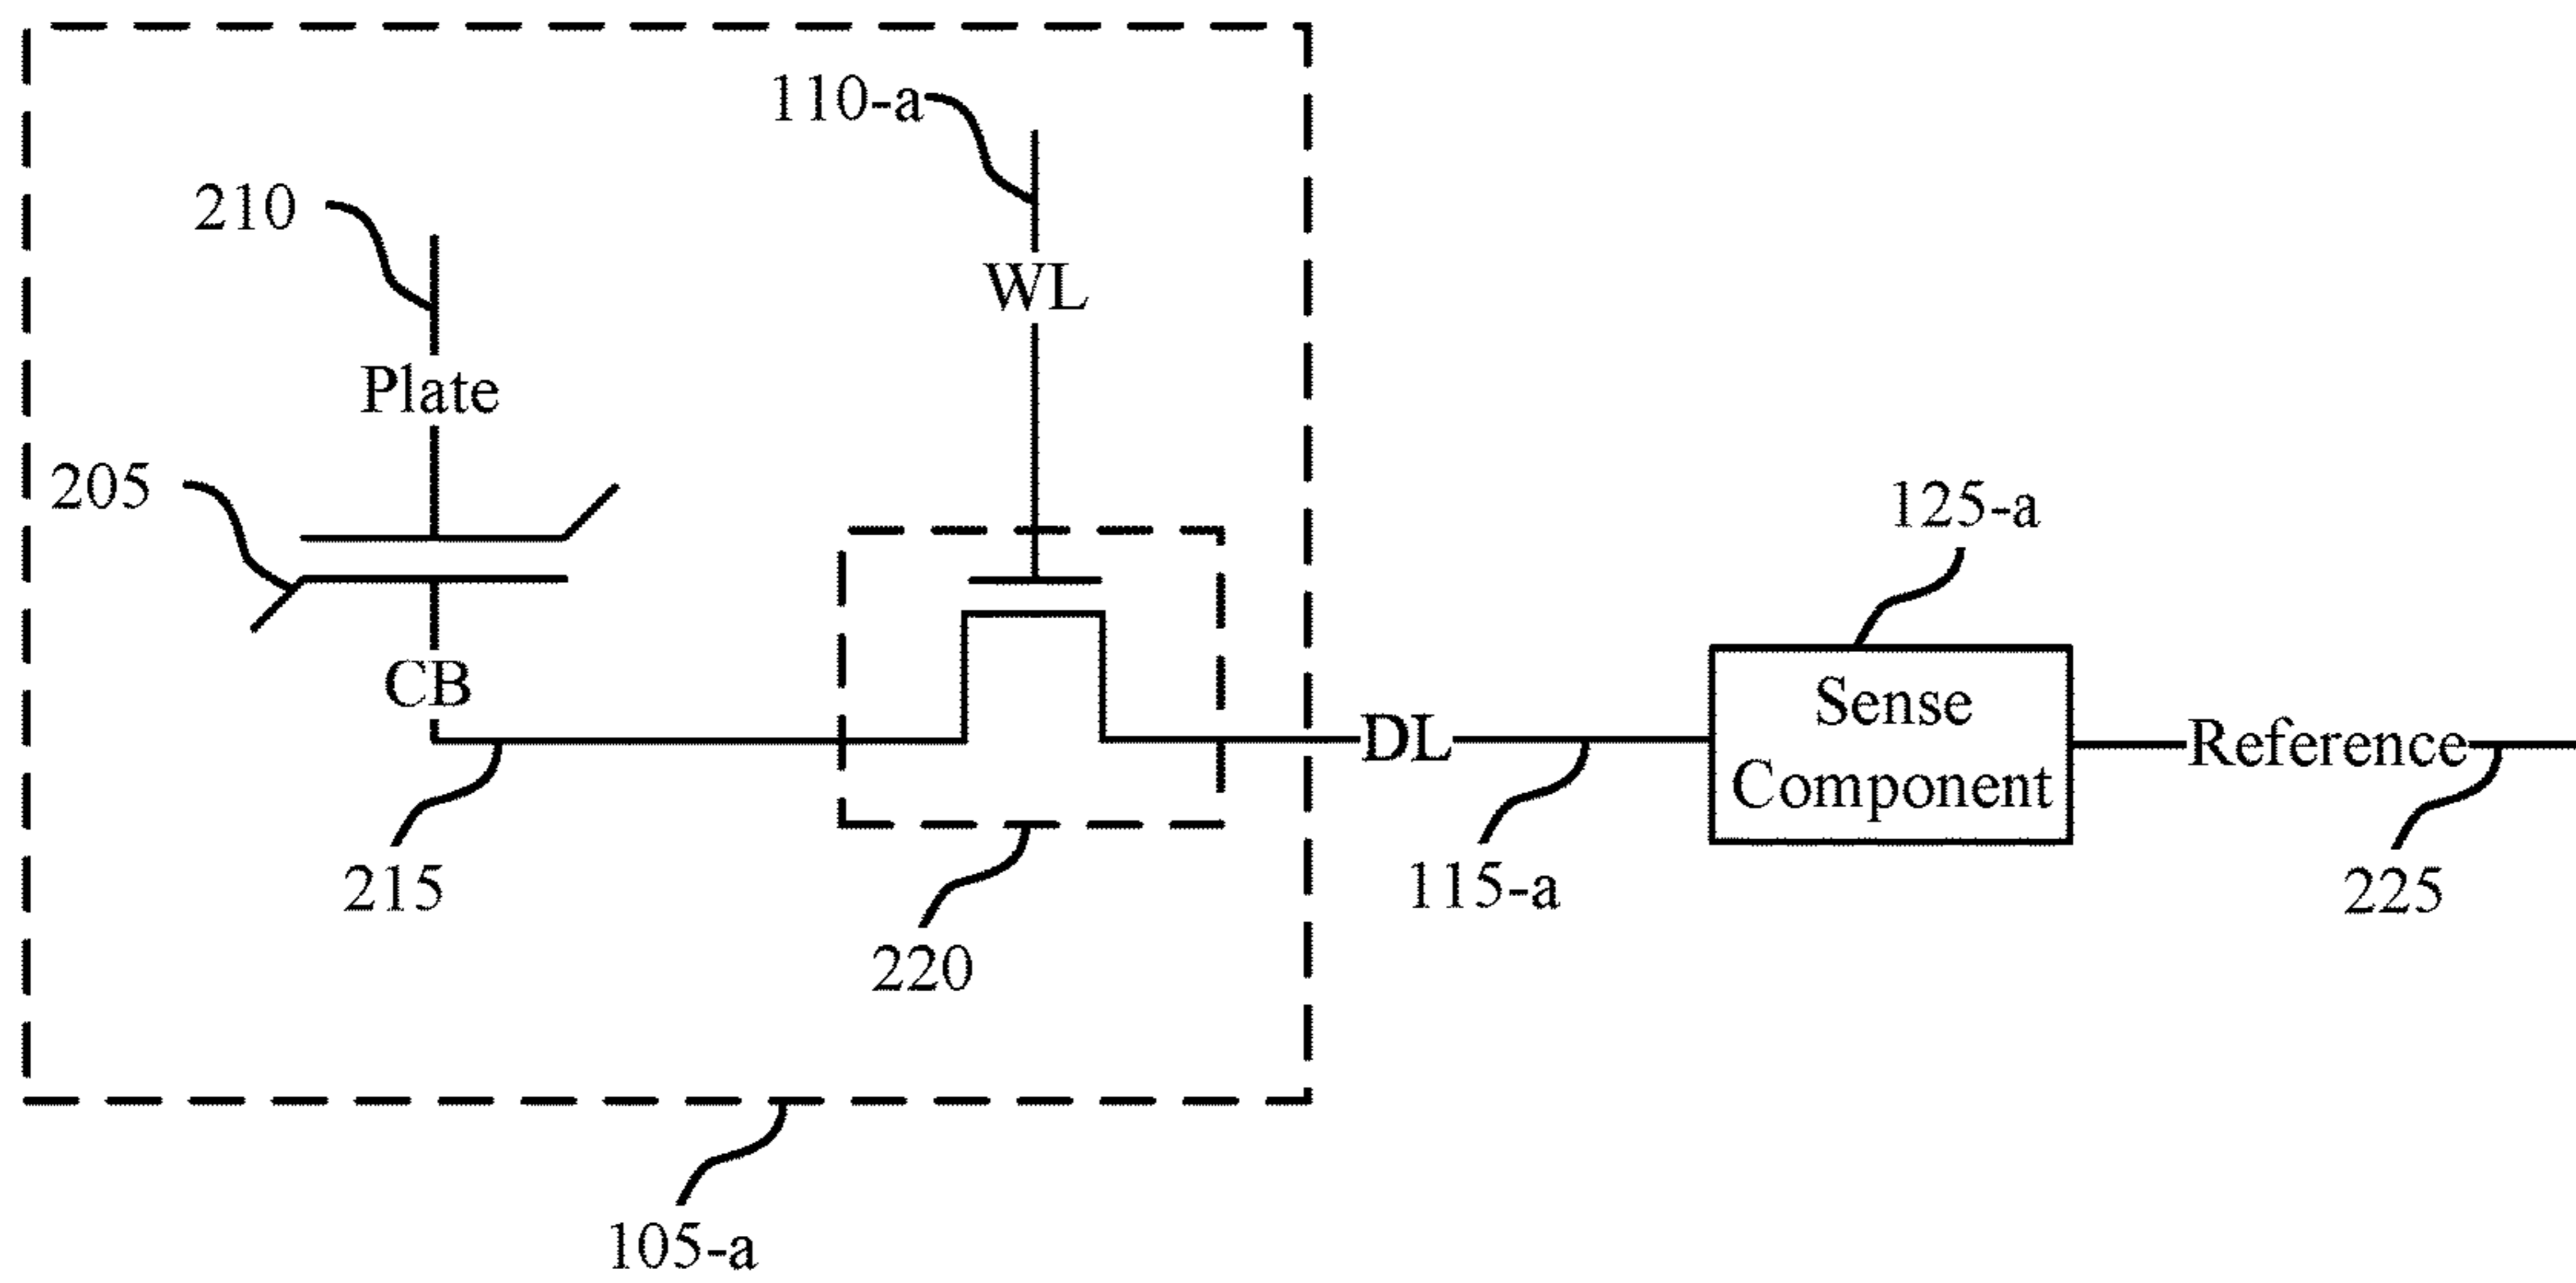 110-a
210
WL
Plate
205
125-a
CB
Sense
Component
DL
Reference
215
115-a
225
220
105-a